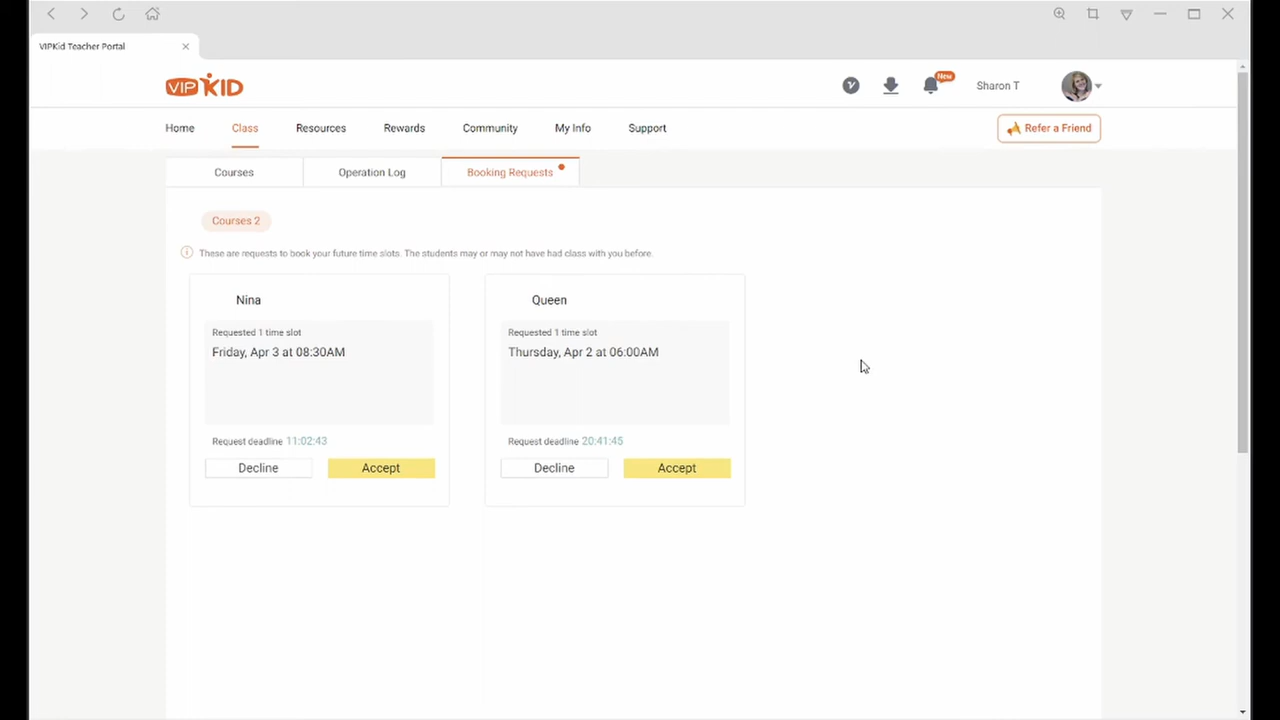 VIPKid Teacher Portal
VIPKID
New
Sharon T
Home Class Resources Rewards Community My Info Support
Refer a Friend
Courses Operation Log Booking Requests
Courses 2
These are requests to book your future time slots. The students may or may not have had class with you before.
Nina
Requested 1 time slot
Friday, Apr 3 at 08:30AM
Request deadline 11:02:43
Decline Accept
Queen
Requested 1 time slot
Thursday, Apr 2 at 06:00AM
Request deadline 20:41:45
Decline Accept